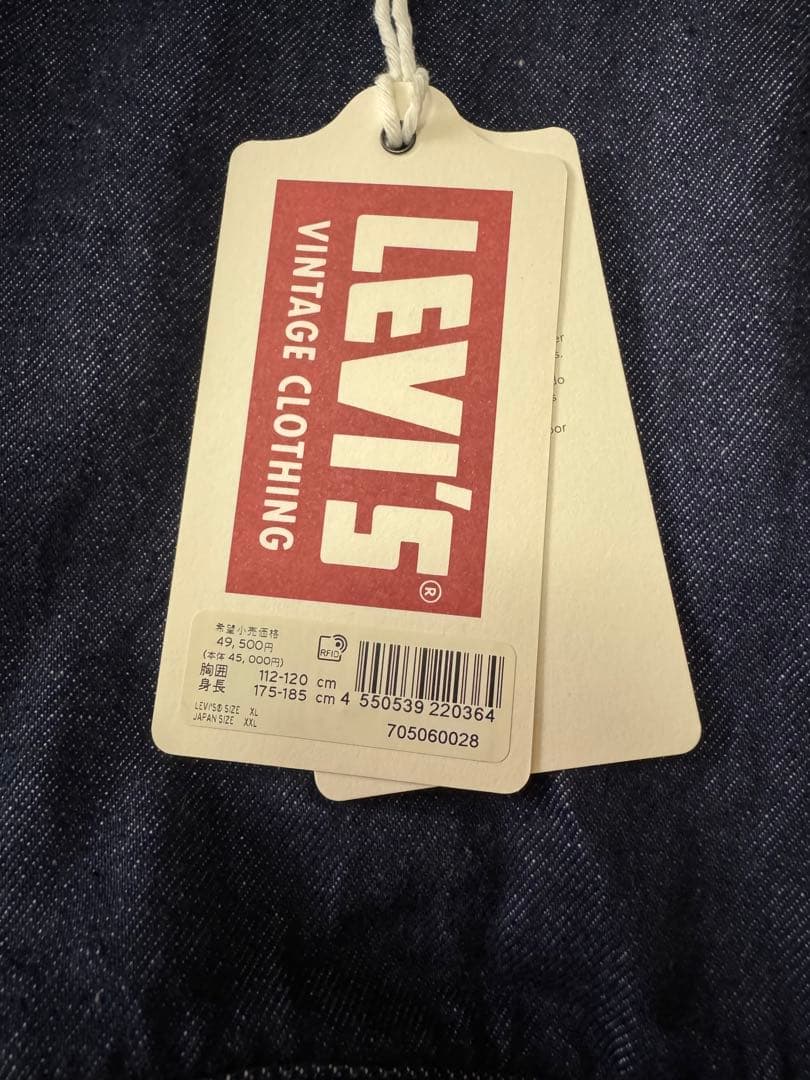 LEVI'S®
VINTAGE CLOTHING
希望小売価格
49,500円
(本体 45,000円)
胸囲 112-120 cm
身長 175-185 cm
LEVI'S® SIZE XL
JAPAN SIZE XXL
RFID
4 550539 220364
705060028